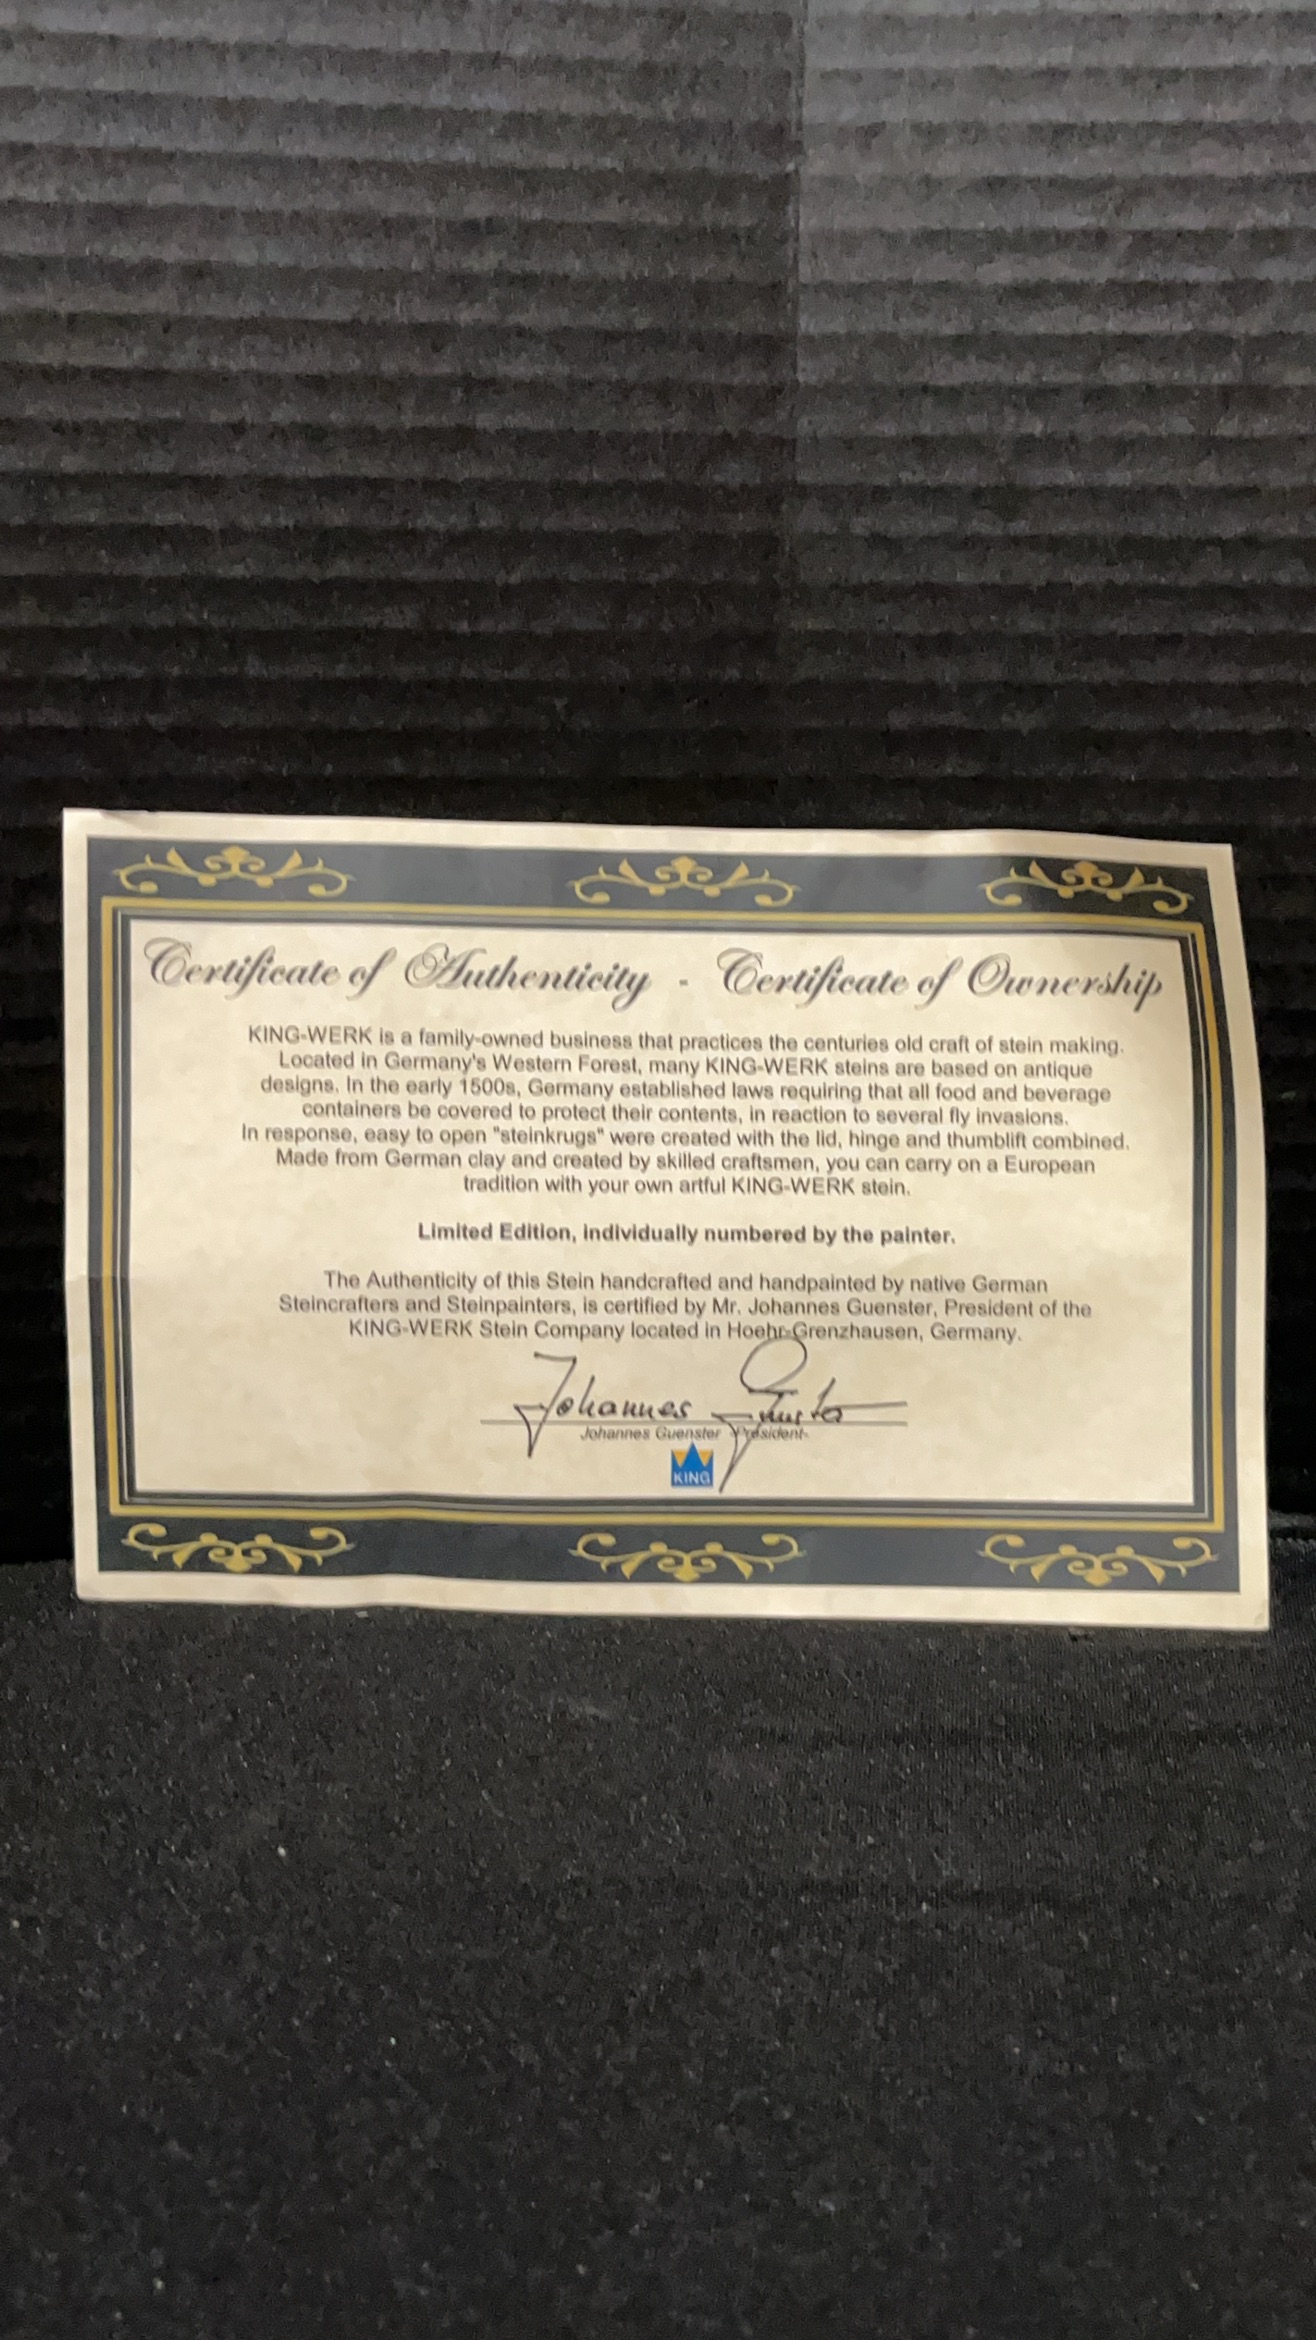 Certificate of Authenticity - Certificate of Ownership
KING-WERK is a family-owned business that practices the centuries old craft of stein making.
Located in Germany's Western Forest, many KING-WERK steins are based on antique
designs. In the early 1500s, Germany established laws requiring that all food and beverage
containers be covered to protect their contents, in reaction to several fly invasions.
In response, easy to open "steinkrugs" were created with the lid, hinge and thumblift combined.
Made from German clay and created by skilled craftsmen, you can carry on a European
tradition with your own artful KING-WERK stein.
Limited Edition, individually numbered by the painter.
The Authenticity of this Stein handcrafted and handpainted by native German
Steincrafters and Steinpainters, is certified by Mr. Johannes Guenster, President of the
KING-WERK Stein Company located in Hoehr-Grenzhausen, Germany.
Johannes Guenster
Johannes Guenster -President-
KING